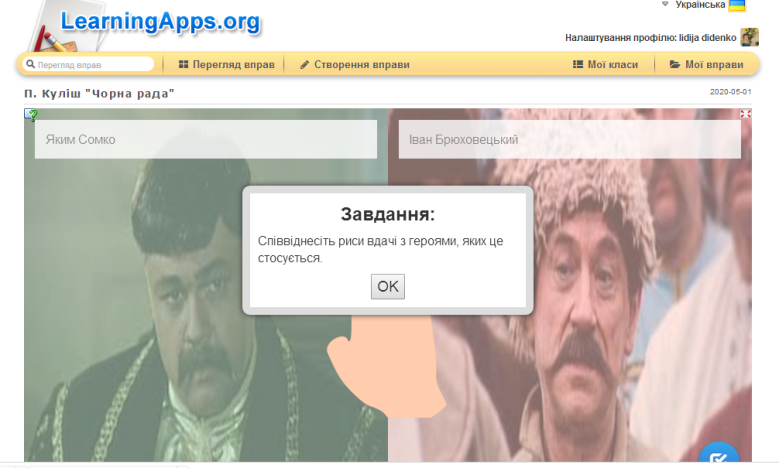 Українська
LearningApps.org
Налаштування профілю: lidija didenko
Перегляд вправ
Перегляд вправ
Створення вправи
Мої класи
Мої вправи
П. Куліш "Чорна рада"
2020-05-01
Яким Сомко
Іван Брюховецький
Завдання:
Співвіднесіть риси вдачі з героями, яких це
стосується.
OK